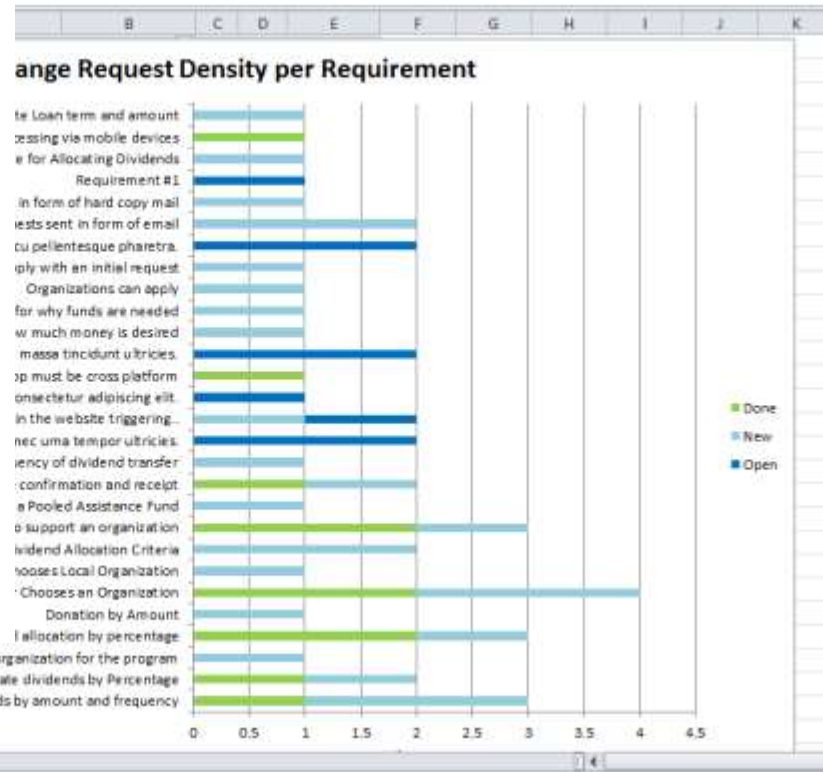 B C D E F G H I J K
ange Request Density per Requirement
te Loan term and amount
cessing via mobile devices
e for Allocating Dividends
Requirement #1
in form of hard copy mail
ests sent in form of email
cu pellentesque pharetra.
ply with an initial request
Organizations can apply
for why funds are needed
w much money is desired
massa tincidunt ultricies.
op must be cross platform
onsectetur adipiscing elit.
in the website triggering...
nec urna tempor ultricies.
ency of dividend transfer
confirmation and receipt
a Pooled Assistance Fund
o support an organization
ividend Allocation Criteria
hooses Local Organization
Chooses an Organization
Donation by Amount
l allocation by percentage
rganization for the program
ate dividends by Percentage
ds by amount and frequency
Done
New
Open
0 0.5 1 1.5 2 2.5 3 3.5 4 4.5